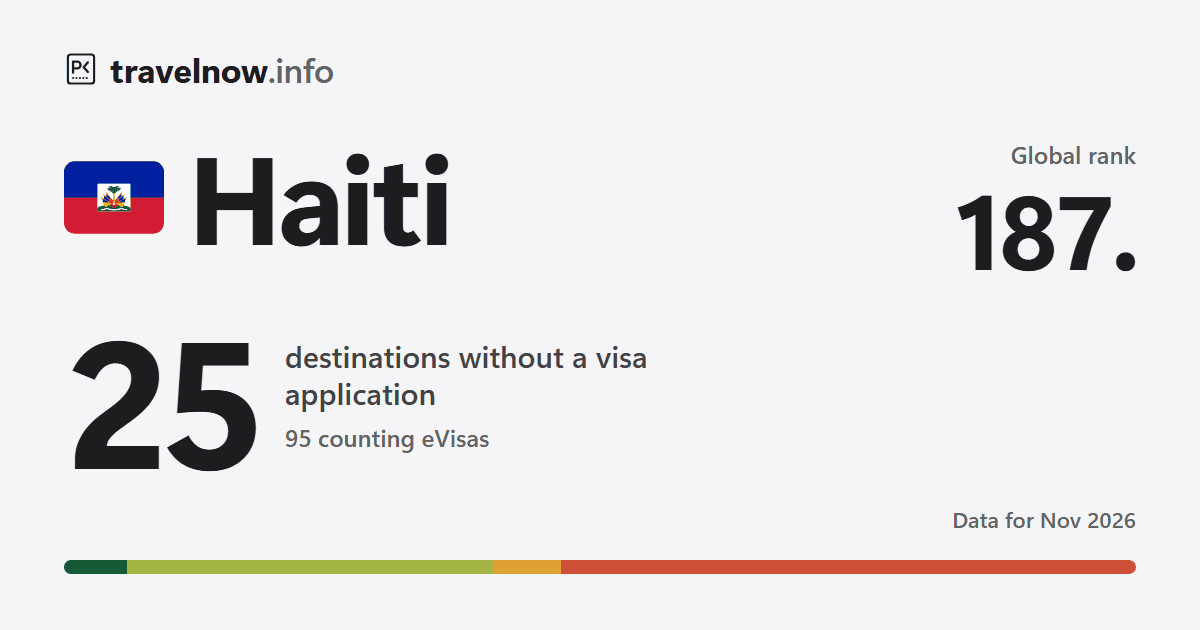 travelnow.info
Haiti
Global rank
187.
25
destinations without a visa
application
95 counting eVisas
Data for Nov 2026